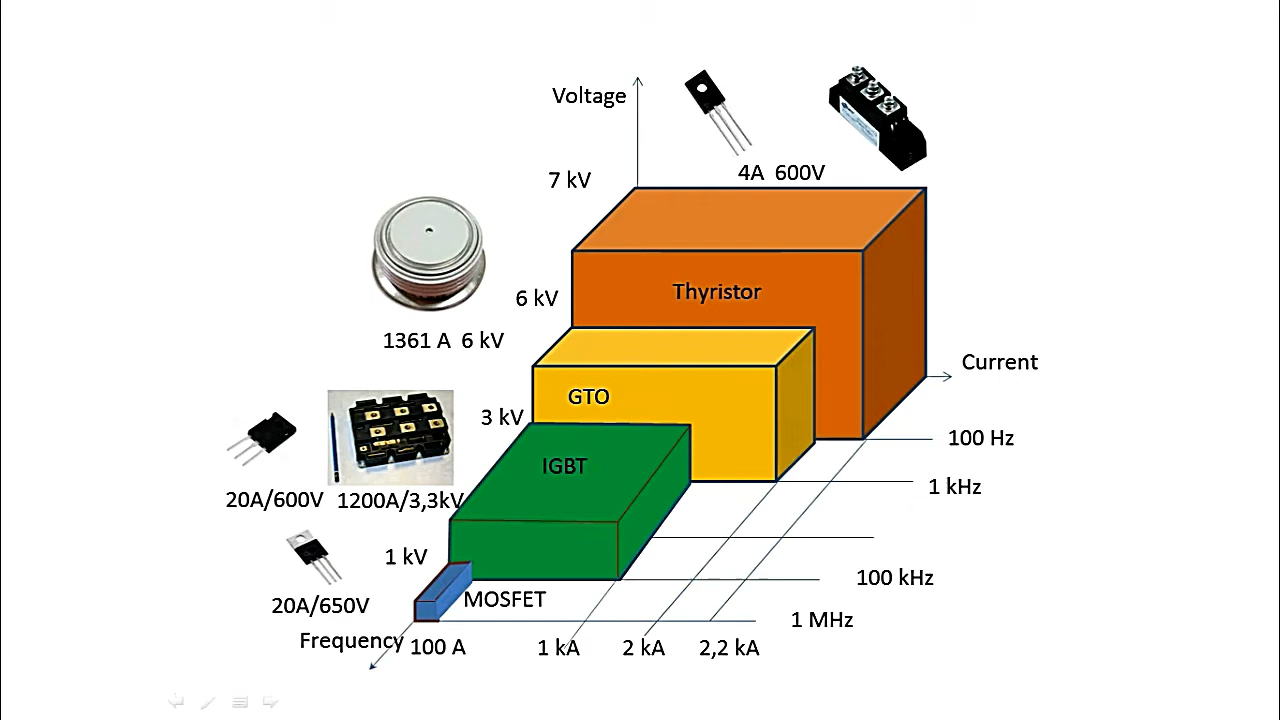 Voltage
4A  600V
7 kV
Thyristor
6 kV
1361 A  6 kV
Current
GTO
3 kV
100 Hz
IGBT
1 kHz
20A/600V
1200A/3,3kV
1 kV
100 kHz
20A/650V
MOSFET
1 MHz
Frequency
100 A
1 kA
2 kA
2,2 kA